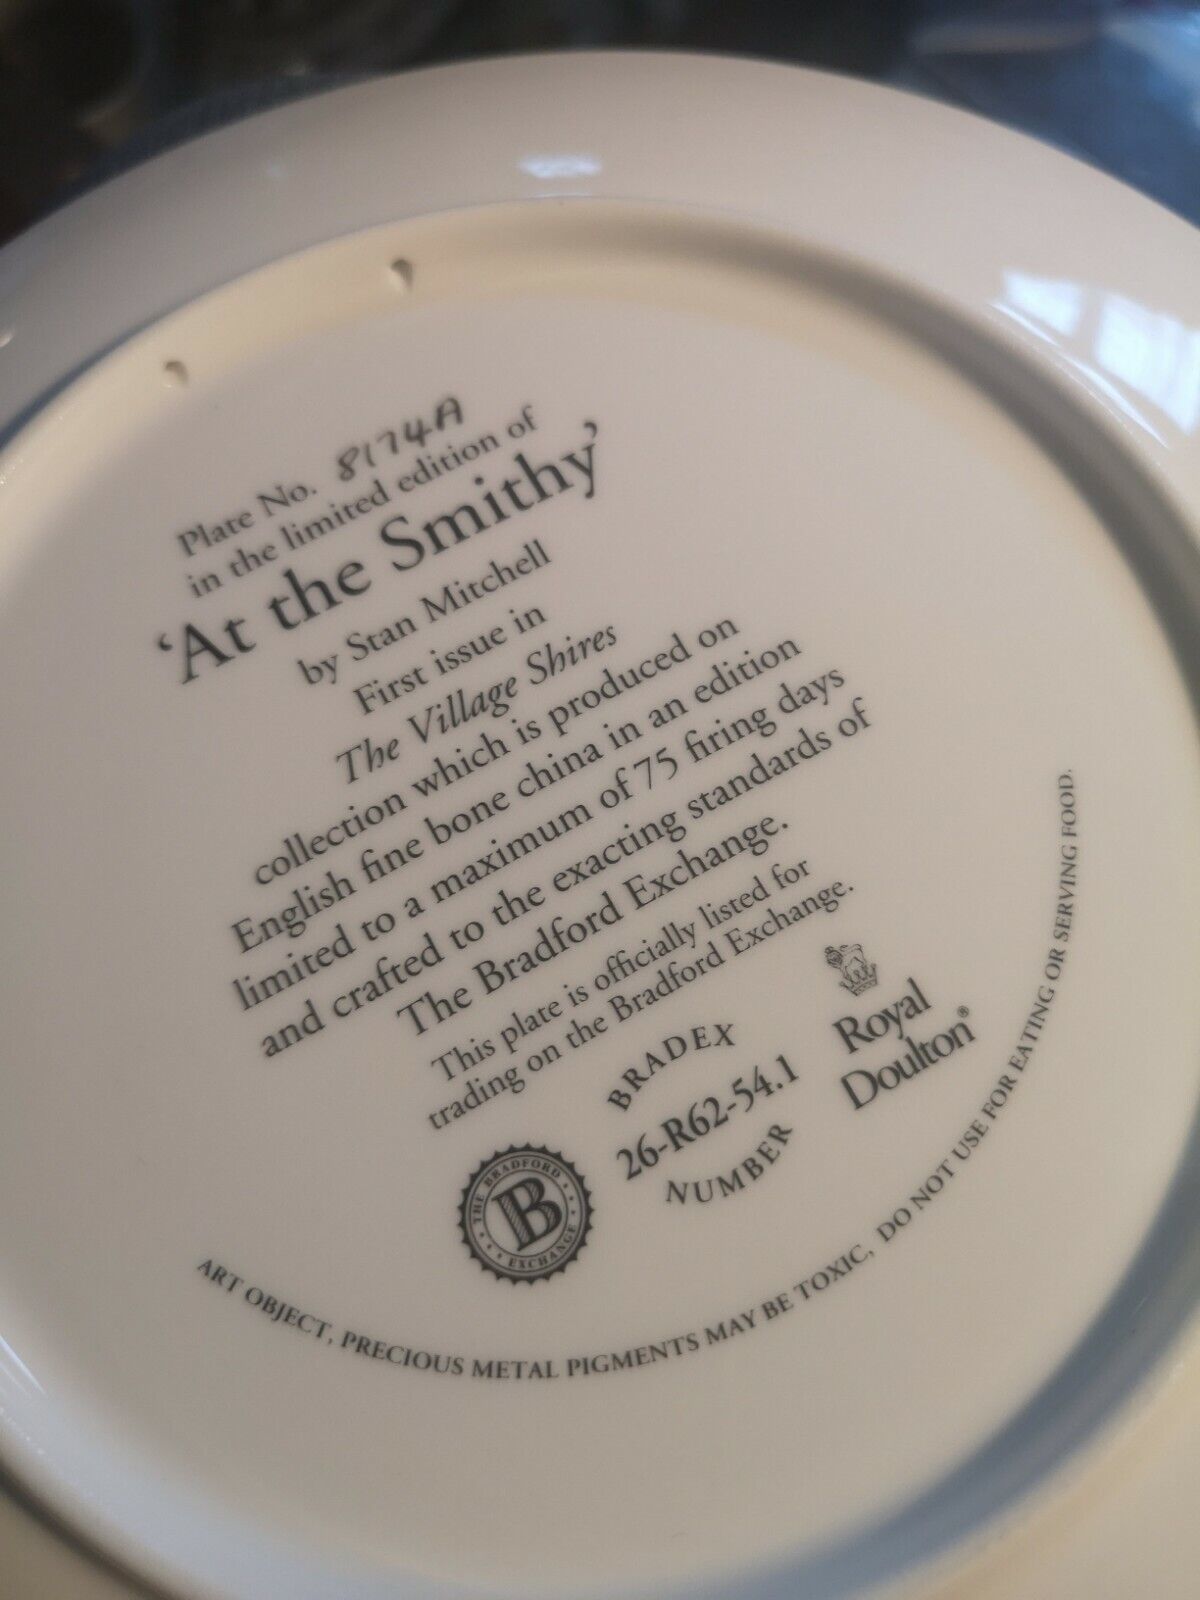 Plate No. 8174A
in the limited edition of
‘At the Smithy’
by Stan Mitchell
First issue in
The Village Shires
collection which is produced on
English fine bone china in an edition
limited to a maximum of 75 firing days
and crafted to the exacting standards of
The Bradford Exchange.
This plate is officially listed for
trading on the Bradford Exchange.
THE BRADFORD
B
EXCHANGE
BRADEX
26-R62-54.1
NUMBER
Royal
Doulton®
ART OBJECT, PRECIOUS METAL PIGMENTS MAY BE TOXIC, DO NOT USE FOR EATING OR SERVING FOOD.